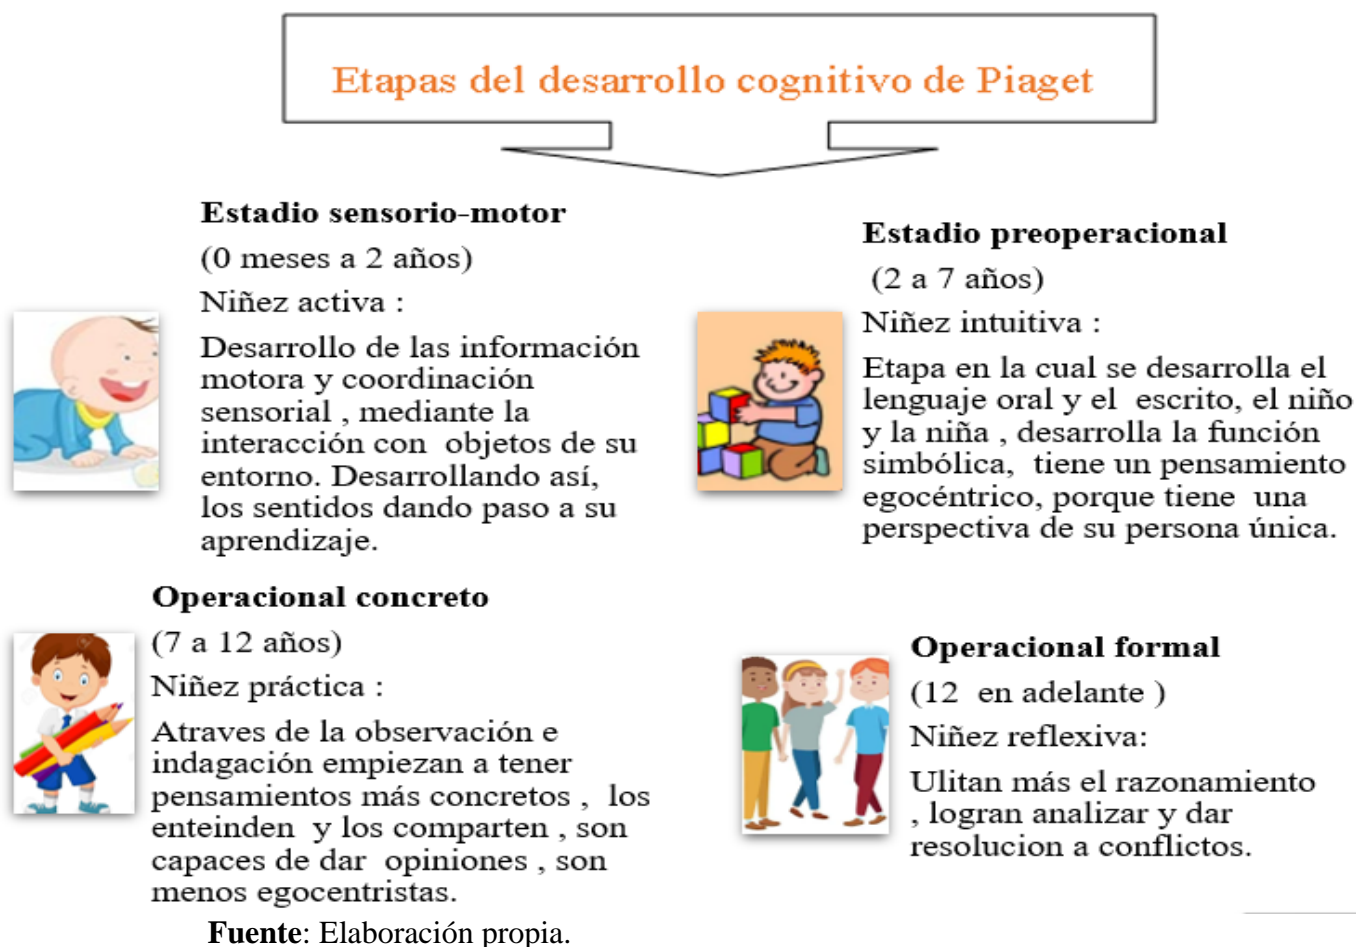 Etapas del desarrollo cognitivo de Piaget
Estadio sensorio-motor
(0 meses a 2 años)
Niñez activa :
Desarrollo de las información
motora y coordinación
sensorial , mediante la
interacción con objetos de su
entorno. Desarrollando así,
los sentidos dando paso a su
aprendizaje.
Estadio preoperacional
(2 a 7 años)
Niñez intuitiva :
Etapa en la cual se desarrolla el
lenguaje oral y el escrito, el niño
y la niña , desarrolla la función
simbólica, tiene un pensamiento
egocéntrico, porque tiene una
perspectiva de su persona única.
Operacional concreto
(7 a 12 años)
Niñez práctica :
Atraves de la observación e
indagación empiezan a tener
pensamientos más concretos , los
enteinden y los comparten , son
capaces de dar opiniones , son
menos egocentristas.
Operacional formal
(12 en adelante )
Niñez reflexiva:
Ulitan más el razonamiento
, logran analizar y dar
resolucion a conflictos.
Fuente: Elaboración propia.